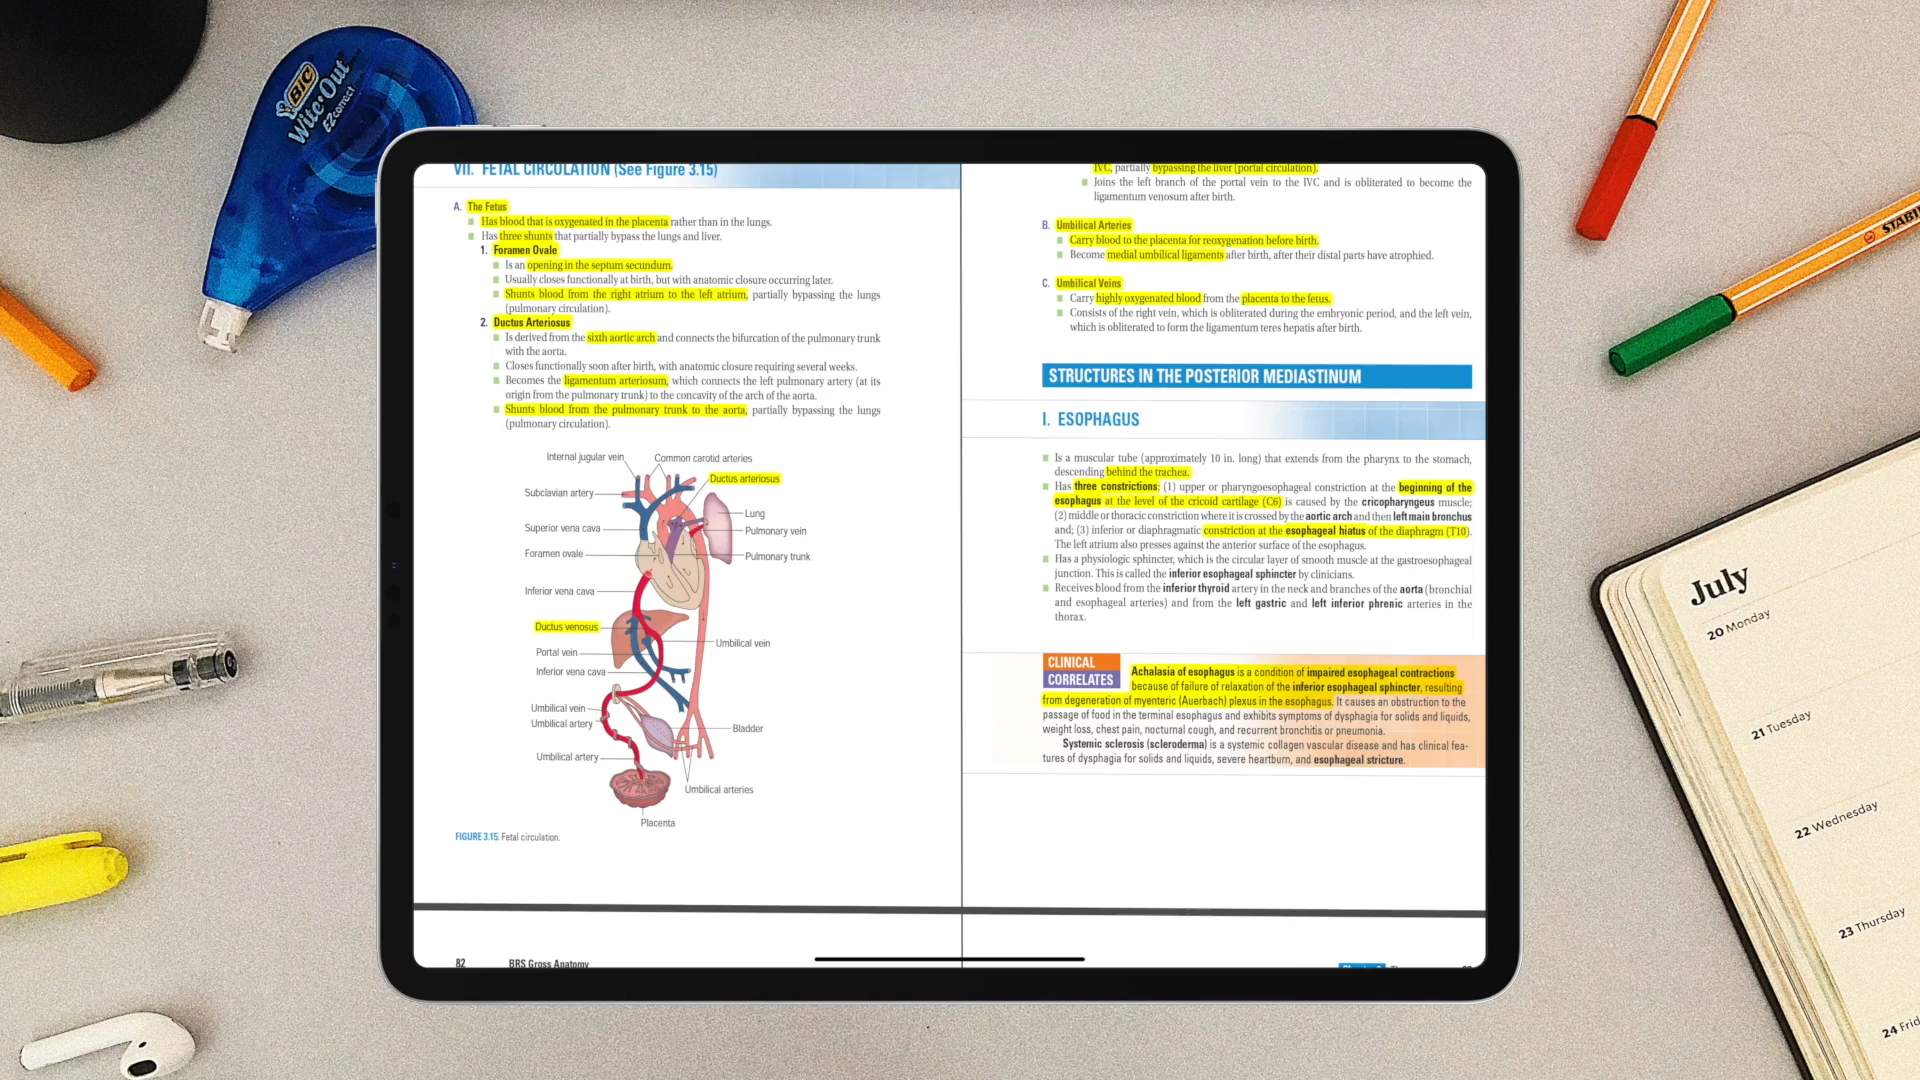 BIC
Wite·Out
EZcorrect
VII. FETAL CIRCULATION (See Figure 3.15)
A. The Fetus
Has blood that is oxygenated in the placenta rather than in the lungs.
Has three shunts that partially bypass the lungs and liver.
1. Foramen Ovale
Is an opening in the septum secundum.
Usually closes functionally at birth, but with anatomic closure occurring later.
Shunts blood from the right atrium to the left atrium, partially bypassing the lungs
(pulmonary circulation).
2. Ductus Arteriosus
Is derived from the sixth aortic arch and connects the bifurcation of the pulmonary trunk
with the aorta.
Closes functionally soon after birth, with anatomic closure requiring several weeks.
Becomes the ligamentum arteriosum, which connects the left pulmonary artery (at its
origin from the pulmonary trunk) to the concavity of the arch of the aorta.
Shunts blood from the pulmonary trunk to the aorta, partially bypassing the lungs
(pulmonary circulation).
Internal jugular vein
Common carotid arteries
Ductus arteriosus
Subclavian artery
Lung
Superior vena cava
Pulmonary vein
Foramen ovale
Pulmonary trunk
Inferior vena cava
Ductus venosus
Umbilical vein
Portal vein
Inferior vena cava
Umbilical vein
Umbilical artery
Bladder
Umbilical artery
Umbilical arteries
Placenta
FIGURE 3.15. Fetal circulation.
82 BRS Gross Anatomy
IVC, partially bypassing the liver (portal circulation).
Joins the left branch of the portal vein to the IVC and is obliterated to become the
ligamentum venosum after birth.
B. Umbilical Arteries
Carry blood to the placenta for reoxygenation before birth.
Become medial umbilical ligaments after birth, after their distal parts have atrophied.
C. Umbilical Veins
Carry highly oxygenated blood from the placenta to the fetus.
Consists of the right vein, which is obliterated during the embryonic period, and the left vein,
which is obliterated to form the ligamentum teres hepatis after birth.
STRUCTURES IN THE POSTERIOR MEDIASTINUM
I. ESOPHAGUS
Is a muscular tube (approximately 10 in. long) that extends from the pharynx to the stomach,
descending behind the trachea.
Has three constrictions: (1) upper or pharyngoesophageal constriction at the beginning of the
esophagus at the level of the cricoid cartilage (C6) is caused by the cricopharyngeus muscle;
(2) middle or thoracic constriction where it is crossed by the aortic arch and then left main bronchus
and; (3) inferior or diaphragmatic constriction at the esophageal hiatus of the diaphragm (T10).
The left atrium also presses against the anterior surface of the esophagus.
Has a physiologic sphincter, which is the circular layer of smooth muscle at the gastroesophageal
junction. This is called the inferior esophageal sphincter by clinicians.
Receives blood from the inferior thyroid artery in the neck and branches of the aorta (bronchial
and esophageal arteries) and from the left gastric and left inferior phrenic arteries in the
thorax.
CLINICAL
CORRELATES
Achalasia of esophagus is a condition of impaired esophageal contractions
because of failure of relaxation of the inferior esophageal sphincter, resulting
from degeneration of myenteric (Auerbach) plexus in the esophagus. It causes an obstruction to the
passage of food in the terminal esophagus and exhibits symptoms of dysphagia for solids and liquids,
weight loss, chest pain, nocturnal cough, and recurrent bronchitis or pneumonia.
Systemic sclerosis (scleroderma) is a systemic collagen vascular disease and has clinical fea-
tures of dysphagia for solids and liquids, severe heartburn, and esophageal stricture.
July
20 Monday
21 Tuesday
22 Wednesday
23 Thursday
24